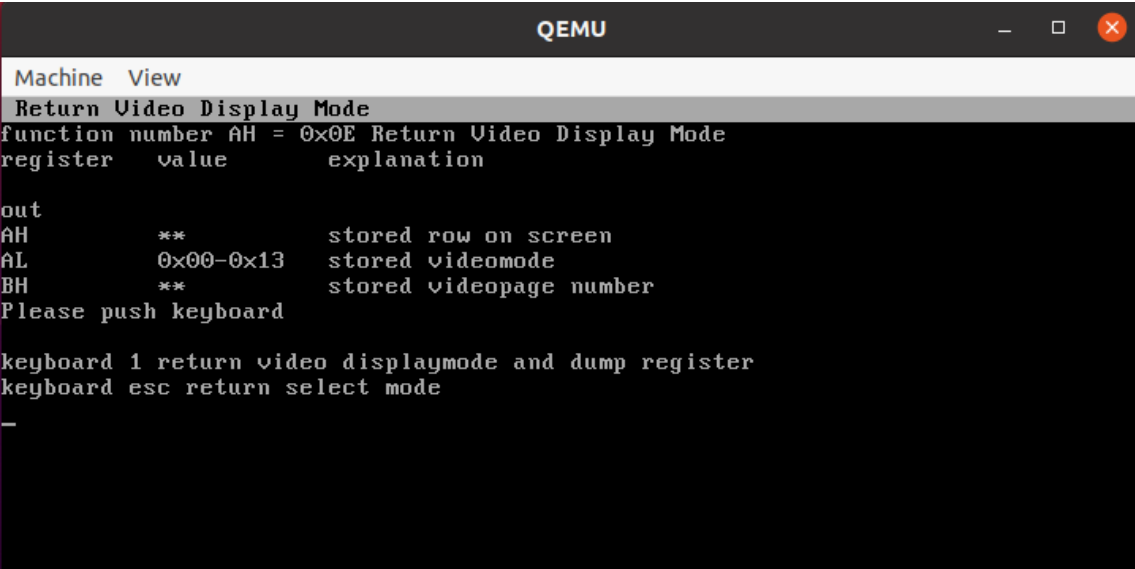 QEMU
Machine View
Return Video Display Mode
function number AH = 0x0E Return Video Display Mode
register value explanation
out
AH ** stored row on screen
AL 0x00-0x13 stored videomode
BH ** stored videopage number
Please push keyboard
keyboard 1 return video displaymode and dump register
keyboard esc return select mode